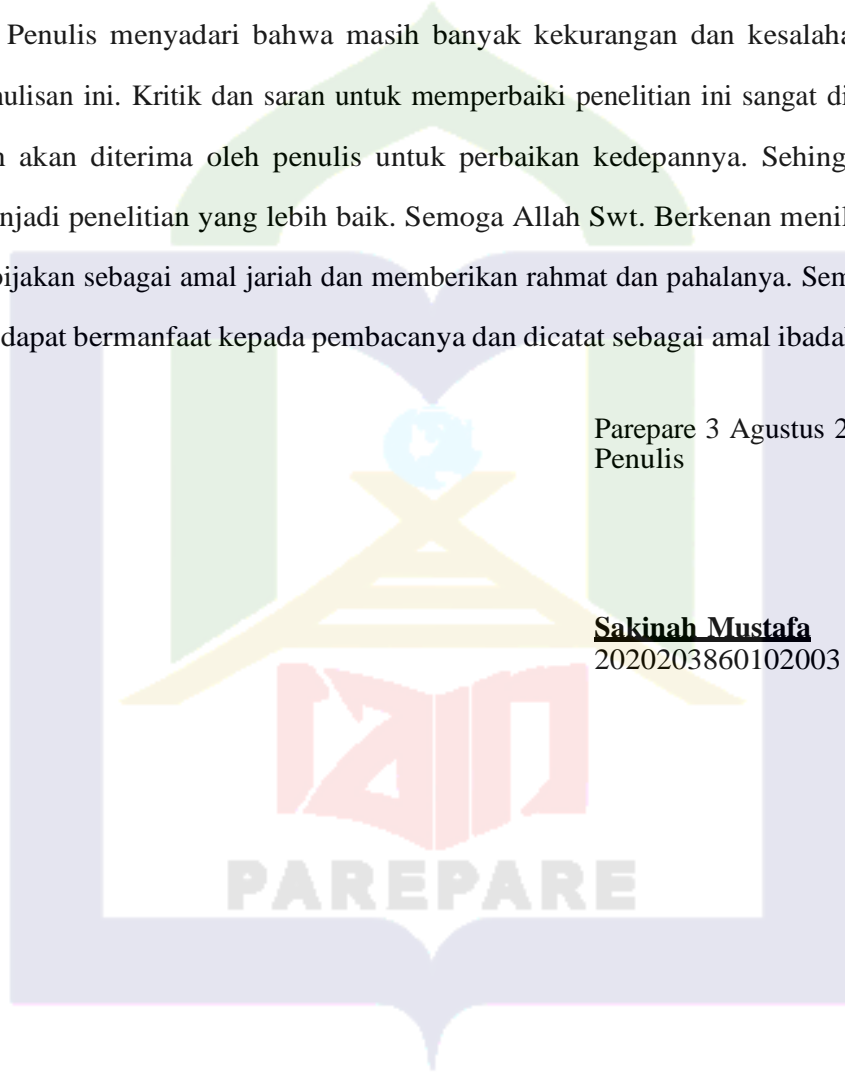 Penulis menyadari bahwa masih banyak kekurangan dan kesalaha
ulisan ini. Kritik dan saran untuk memperbaiki penelitian ini sangat di
akan diterima oleh penulis untuk perbaikan kedepannya. Sehing
njadi penelitian yang lebih baik. Semoga Allah Swt. Berkenan menil
bijakan sebagai amal jariah dan memberikan rahmat dan pahalanya. Sem
dapat bermanfaat kepada pembacanya dan dicatat sebagai amal ibadal
Parepare 3 Agustus 2
Penulis
Sakinah Mustafa
2020203860102003
iain
PAREPARE